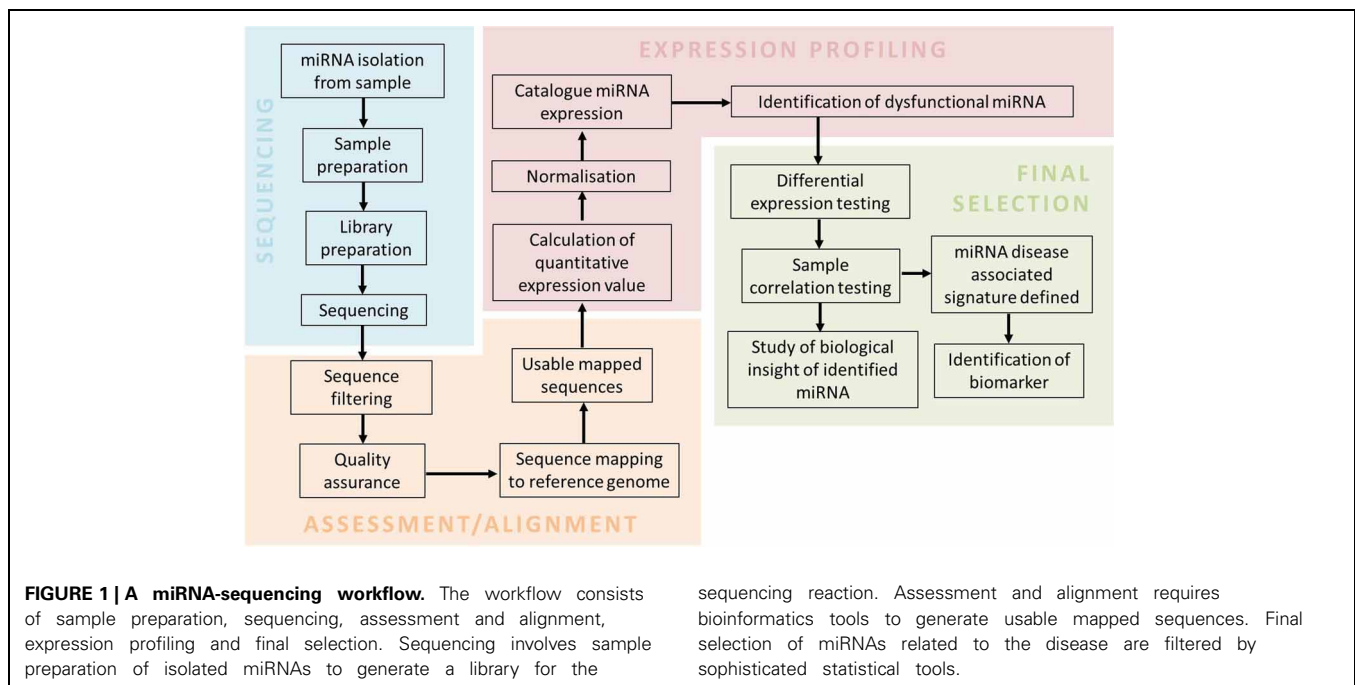 SEQUENCING
miRNA isolation
from sample
Sample
preparation
Library
preparation
Sequencing
Sequence
filtering
Quality
assurance
Sequence mapping
to reference genome
Usable mapped
sequences
ASSESSMENT/ALIGNMENT
Calculation of
quantitative
expression value
Normalisation
Catalogue miRNA
expression
EXPRESSION PROFILING
Identification of dysfunctional miRNA
FINAL
SELECTION
Differential
expression testing
Sample
correlation testing
miRNA disease
associated
signature defined
Study of biological
insight of identified
miRNA
Identification of
biomarker
FIGURE 1 | A miRNA-sequencing workflow. The workflow consists
of sample preparation, sequencing, assessment and alignment,
expression profiling and final selection. Sequencing involves sample
preparation of isolated miRNAs to generate a library for the
sequencing reaction. Assessment and alignment requires
bioinformatics tools to generate usable mapped sequences. Final
selection of miRNAs related to the disease are filtered by
sophisticated statistical tools.